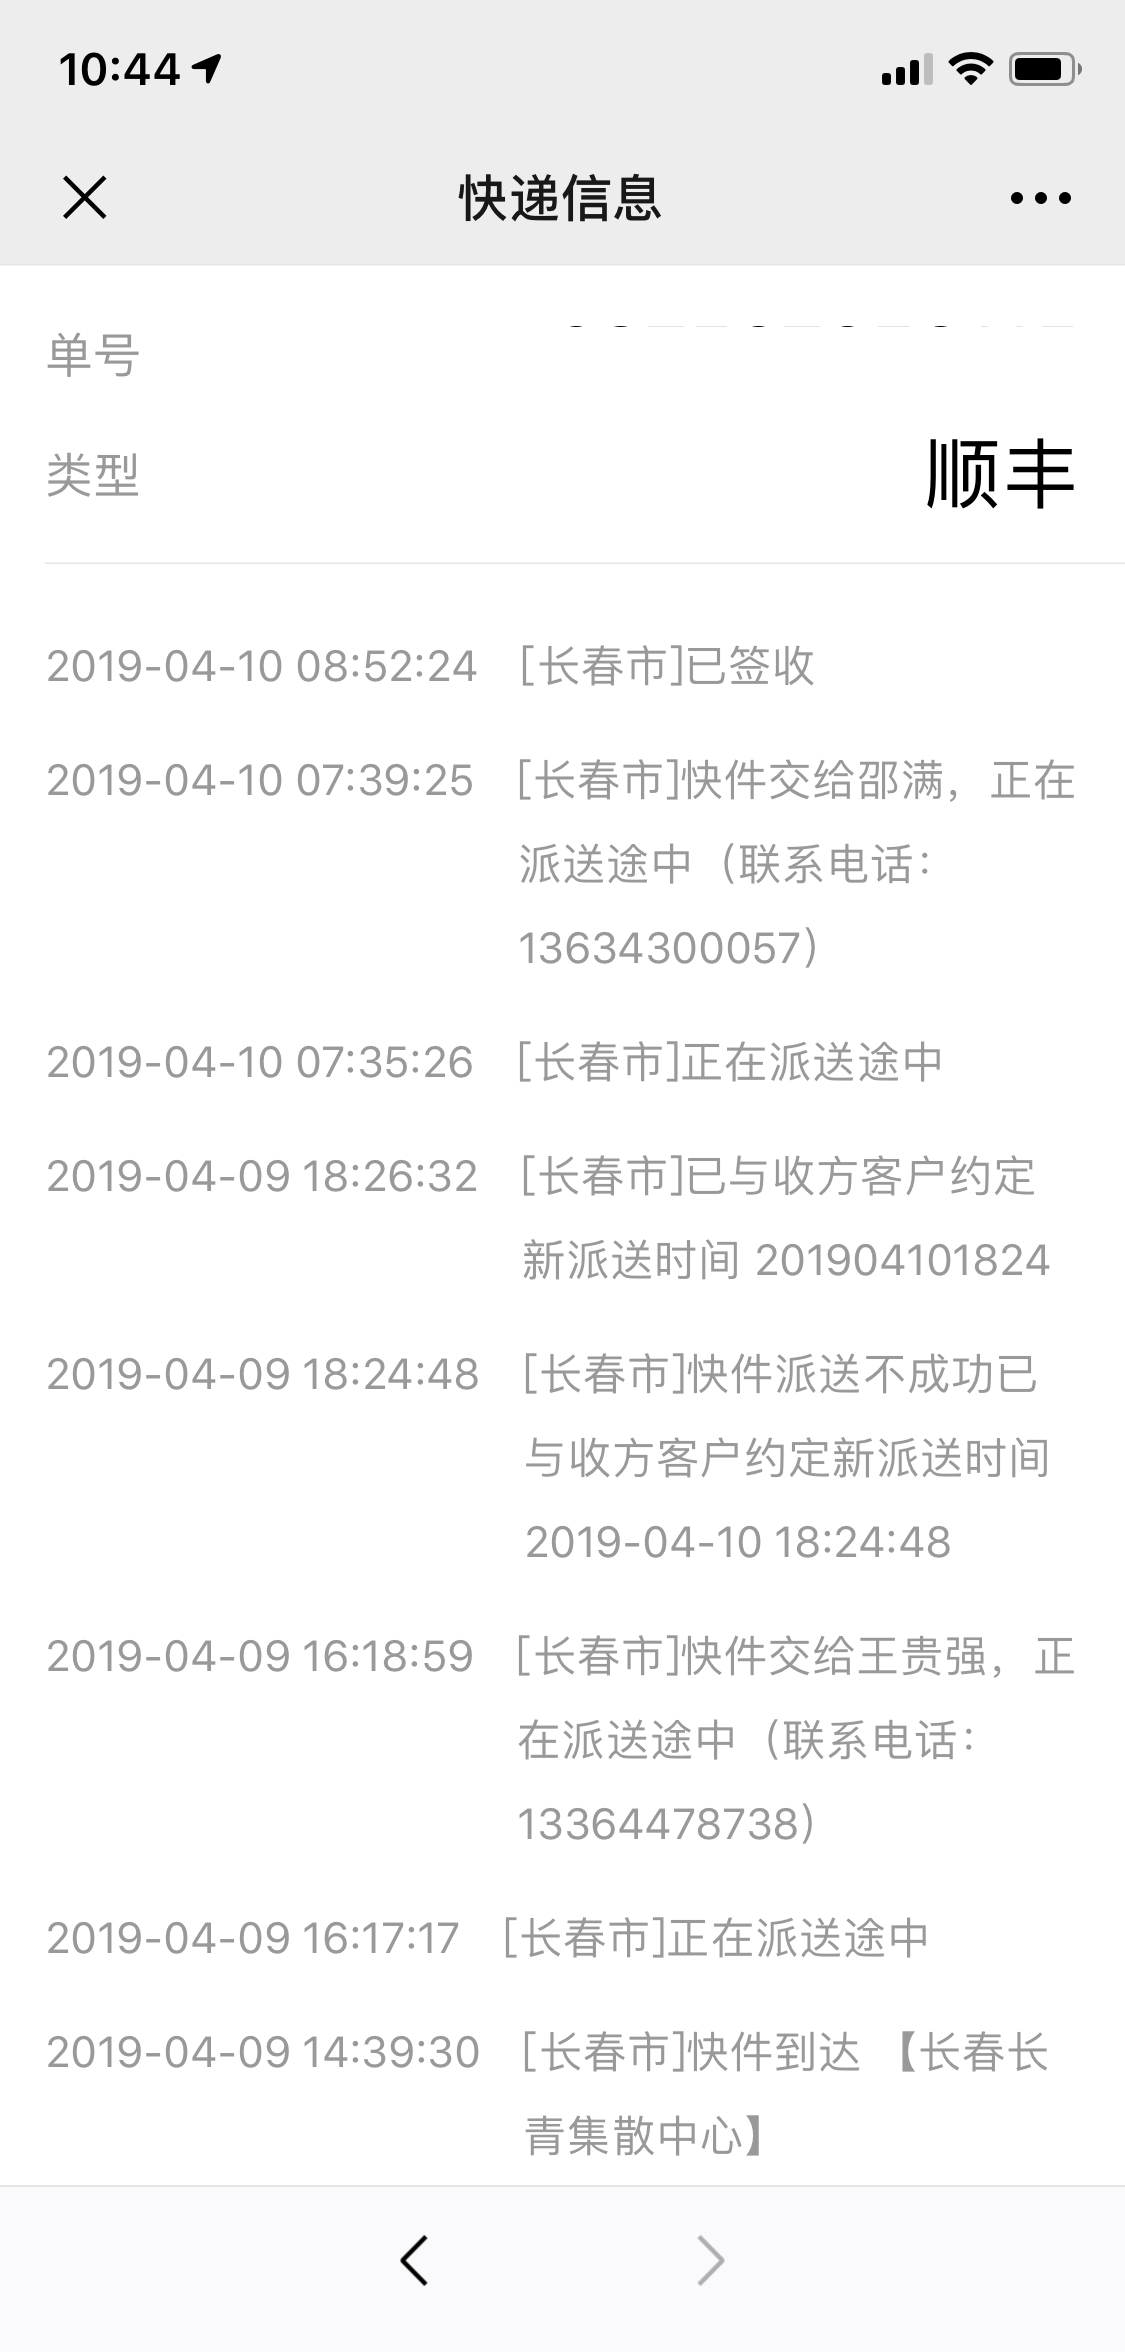 10:44
快递信息
单号
类型 顺丰
2019-04-10 08:52:24 [长春市]已签收
2019-04-10 07:39:25 [长春市]快件交给邵满，正在
派送途中（联系电话：
13634300057）
2019-04-10 07:35:26 [长春市]正在派送途中
2019-04-09 18:26:32 [长春市]已与收方客户约定
新派送时间 201904101824
2019-04-09 18:24:48 [长春市]快件派送不成功已
与收方客户约定新派送时间
2019-04-10 18:24:48
2019-04-09 16:18:59 [长春市]快件交给王贵强，正
在派送途中（联系电话：
13364478738）
2019-04-09 16:17:17 [长春市]正在派送途中
2019-04-09 14:39:30 [长春市]快件到达 【长春长
青集散中心】